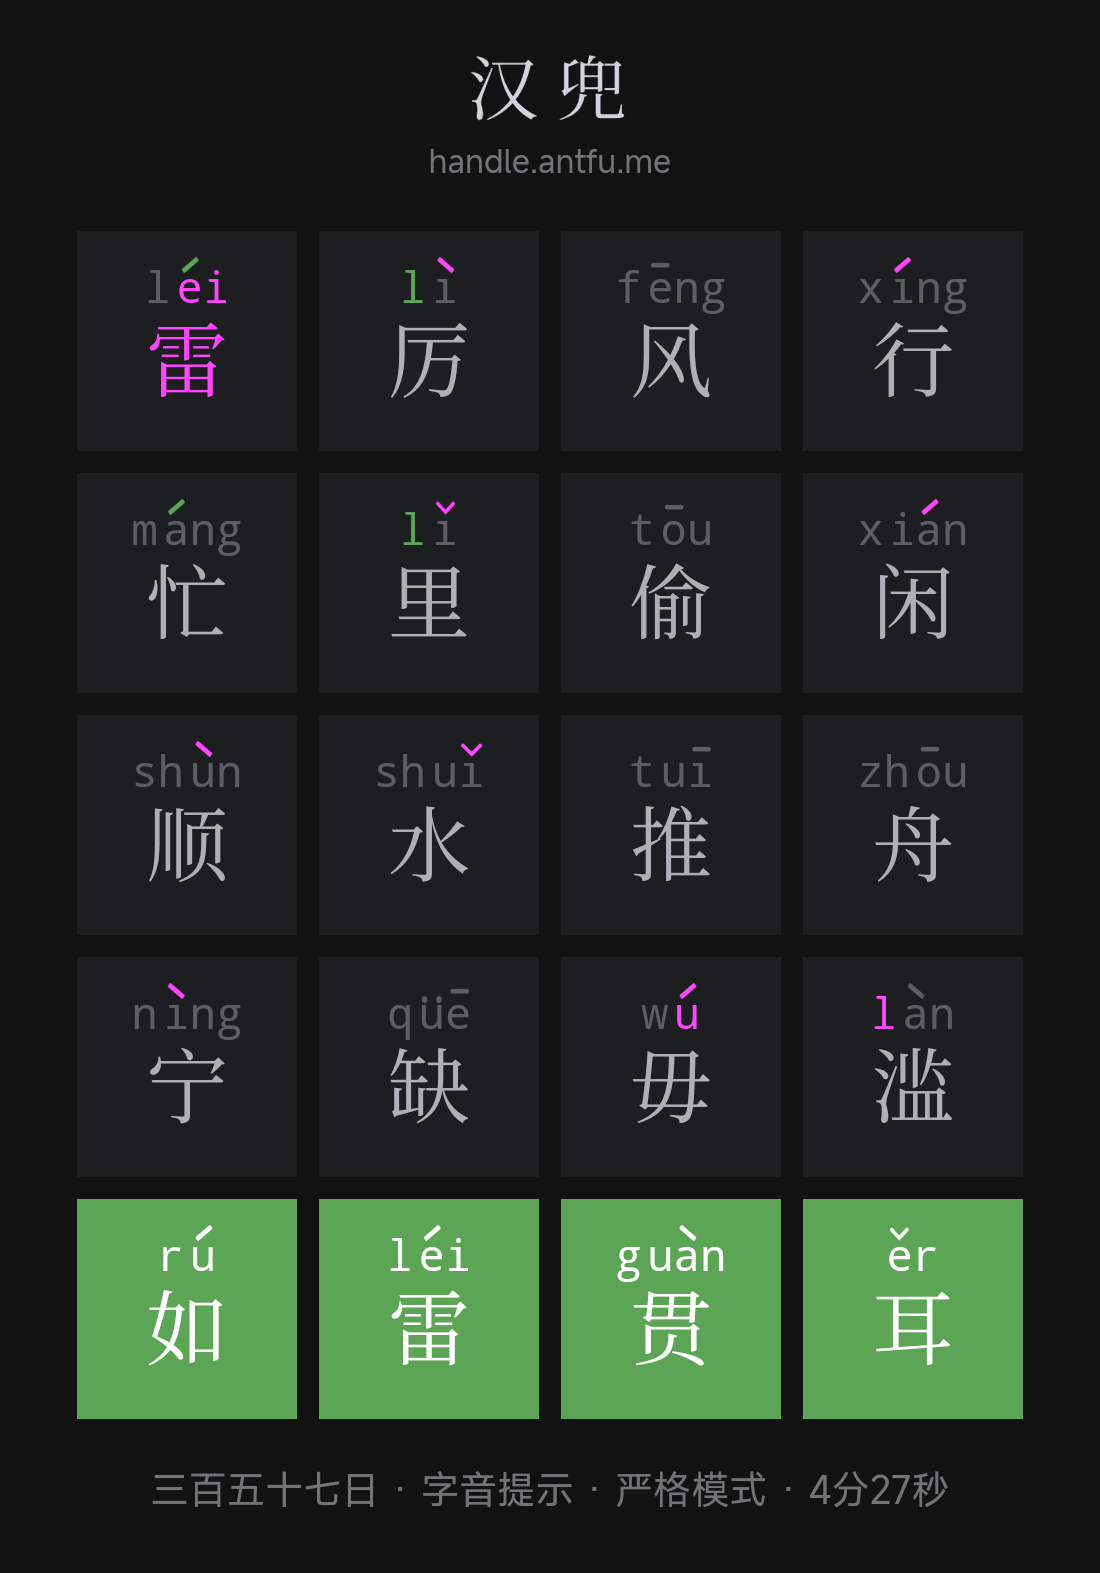 汉兜
handle.antfu.me
léi lì fēng xíng
雷 厉 风 行
máng lǐ tōu xián
忙 里 偷 闲
shùn shuǐ tuī zhōu
顺 水 推 舟
nìng qüē wú làn
宁 缺 毋 滥
rú léi guàn ěr
如 雷 贯 耳
三百五十七日 · 字音提示 · 严格模式 · 4分27秒